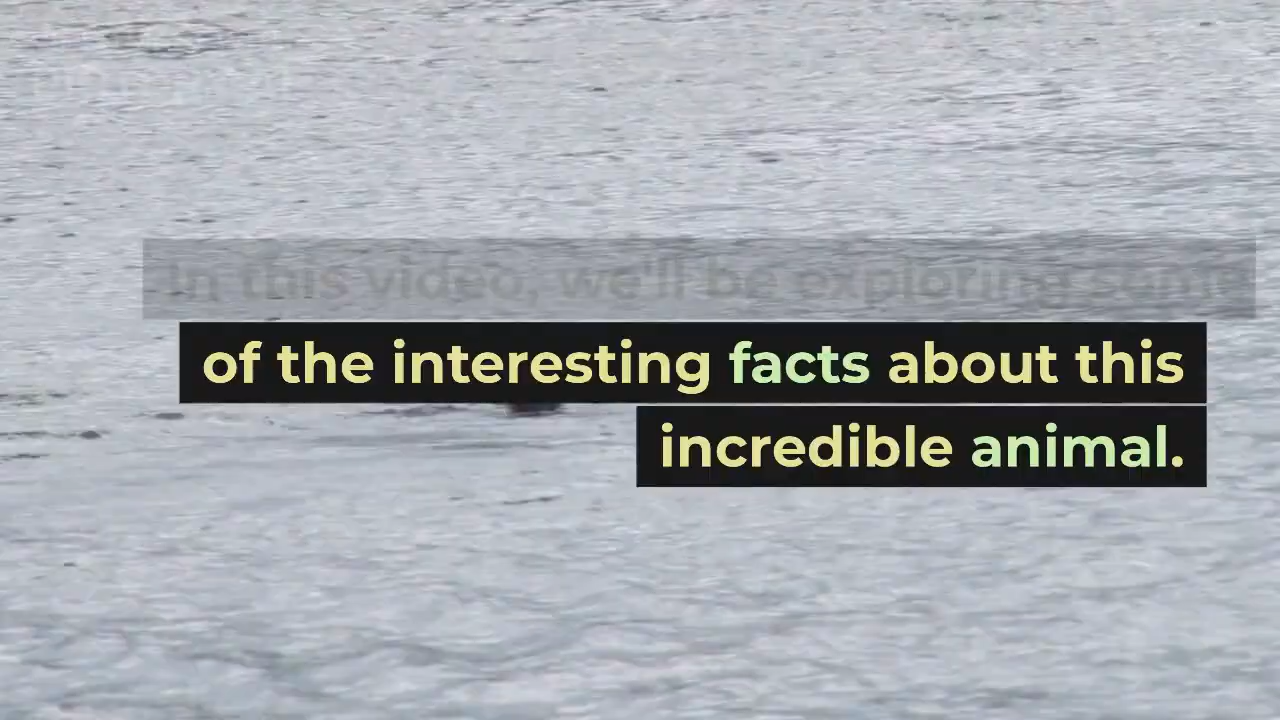 In this video, we'll be exploring some
of the interesting facts about this
incredible animal.